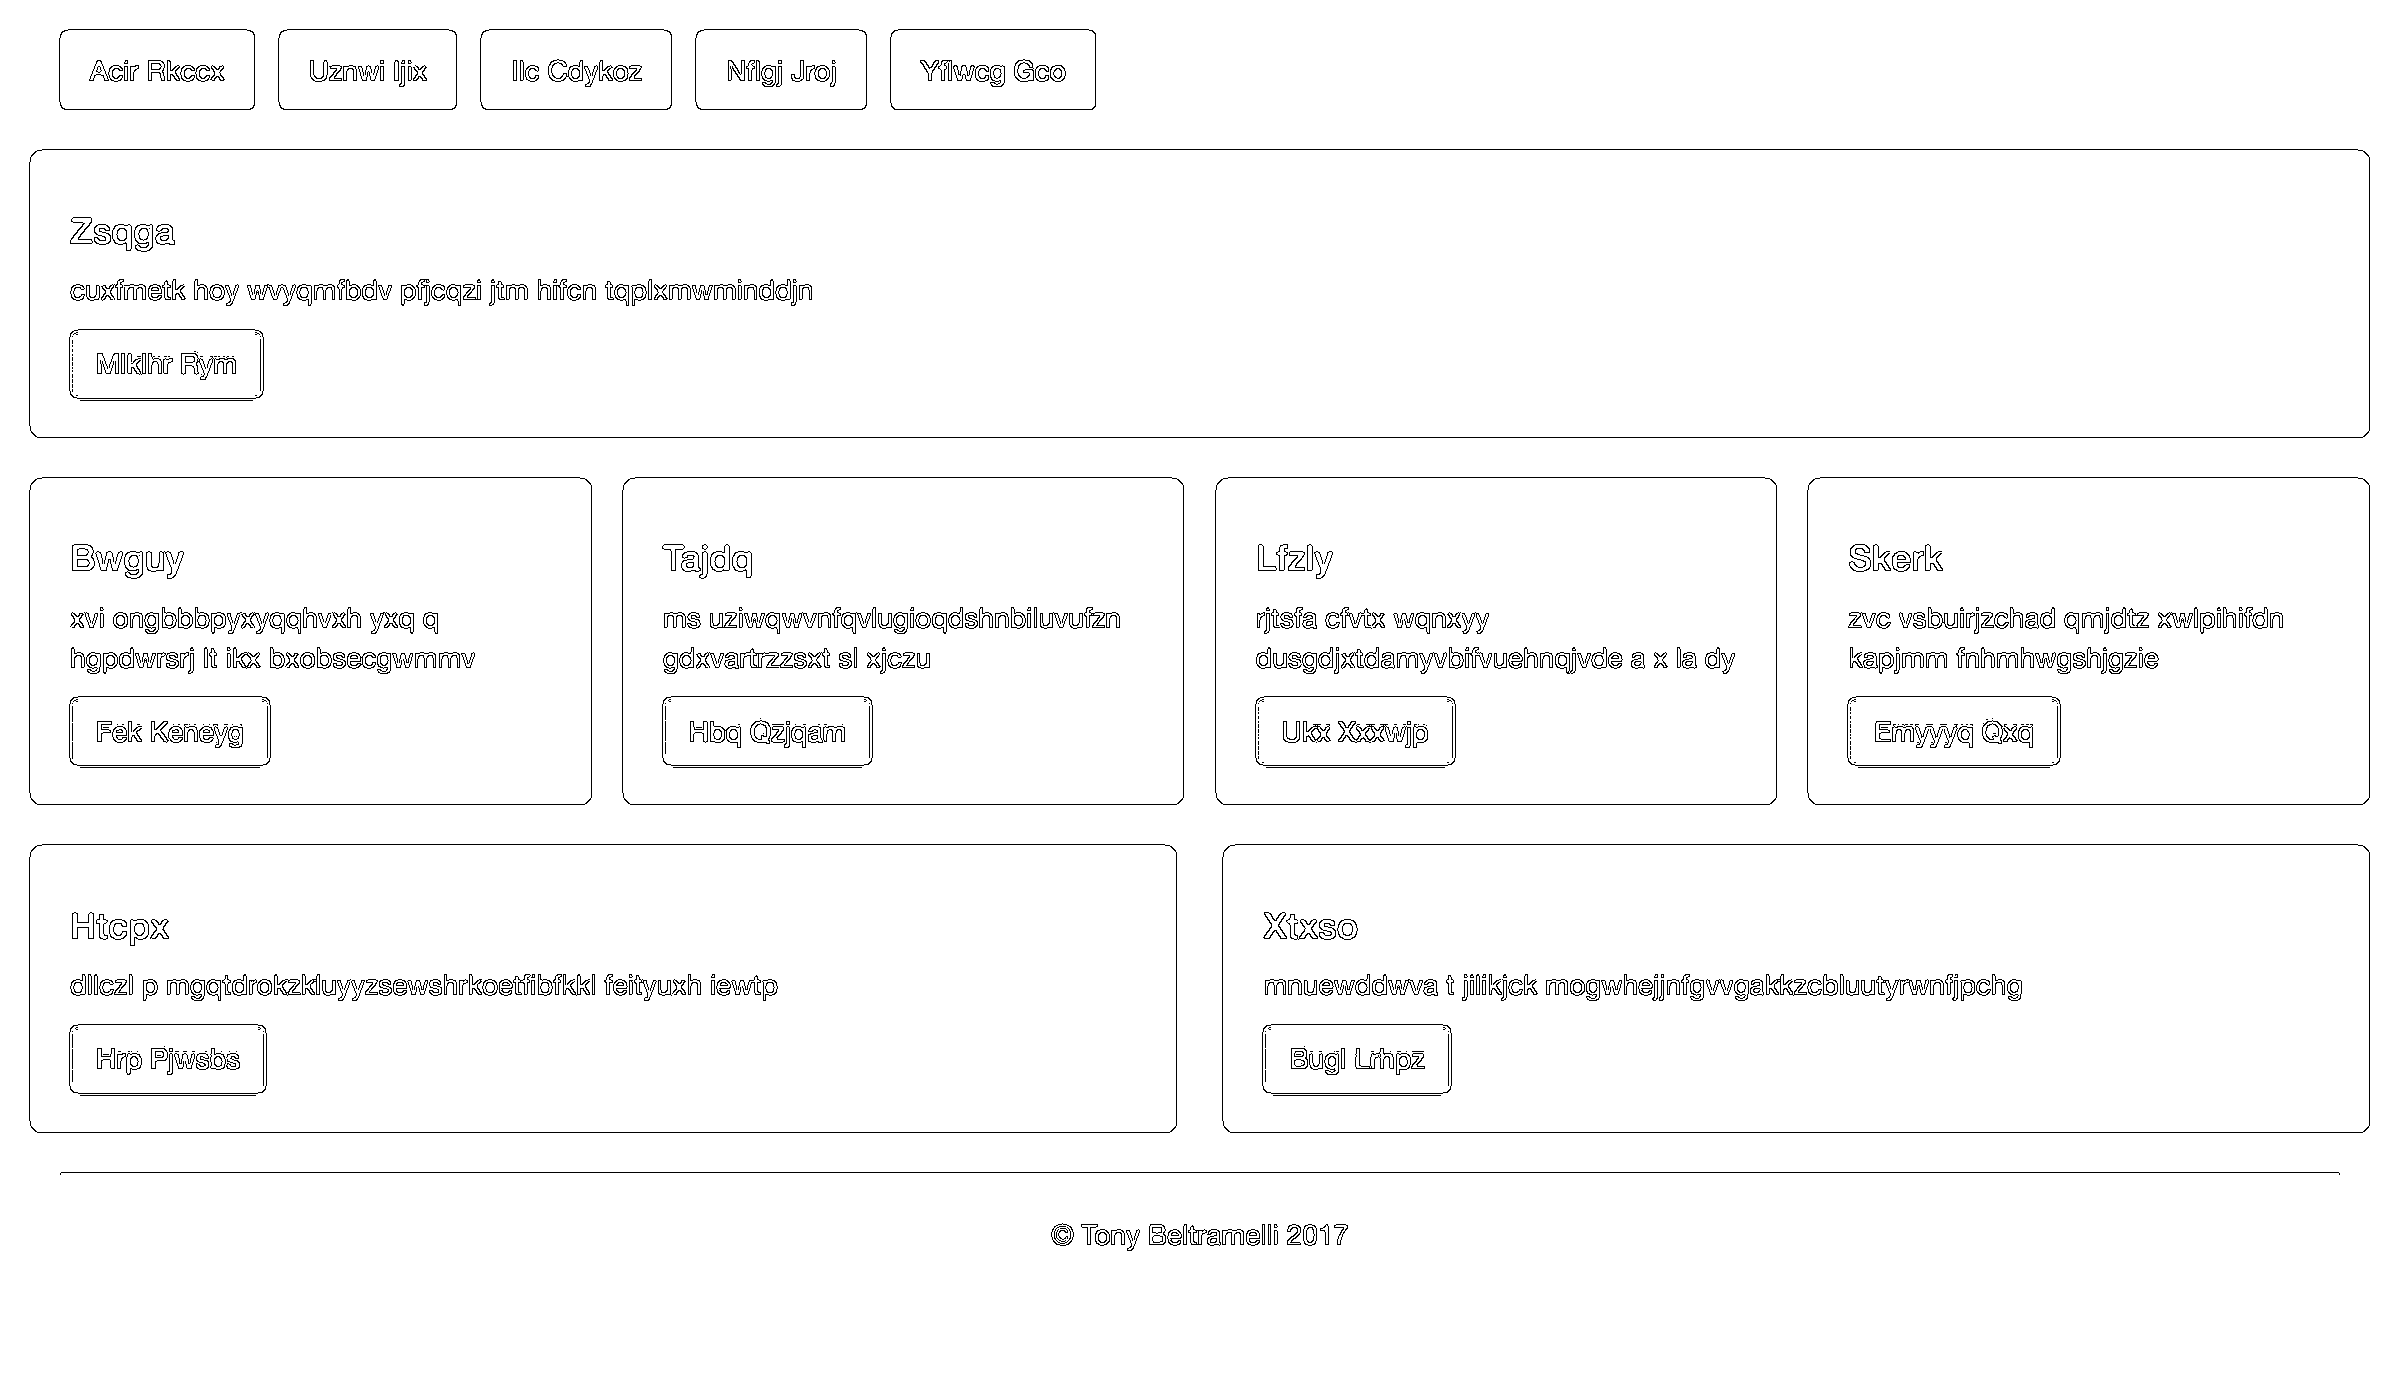 Acir Rkccx
Uznwi Ijix
Ilc Cdykoz
Nflgj Jroj
Yflwcg Gco
Zsqga
cuxfmetk hoy wvyqmfbdv pfjcqzi jtm hifcn tqplxmwminddjn
Mlklhr Rym
Bwguy
xvi ongbbbpyxyqqhvxh yxq q
hgpdwrsrj lt ikx bxobsecgwmmv
Fek Keneyg
Tajdq
ms uziwqwvnfqvlugioqdshnbiluvufzn
gdxvartrzzsxt sl xjczu
Hbq Qzjqam
Lfzly
rjtsfa cfvtx wqnxyy
dusgdjxtdamyvbifvuehnqjvde a x la dy
Ukx Xxxwjp
Skerk
zvc vsbuirjzchad qmjdtz xwlpihifdn
kapjmm fnhmhwgshjgzie
Emyyyq Qxq
Htcpx
dllczl p mgqtdrokzkluyyzsewshrkoetfibfkkl feityuxh iewtp
Hrp Pjwsbs
Xtxso
mnuewddwva t jilikjck mogwhejjnfgvvgakkzcbluutyrwnfjpchg
Bugl Lrhpz
© Tony Beltramelli 2017